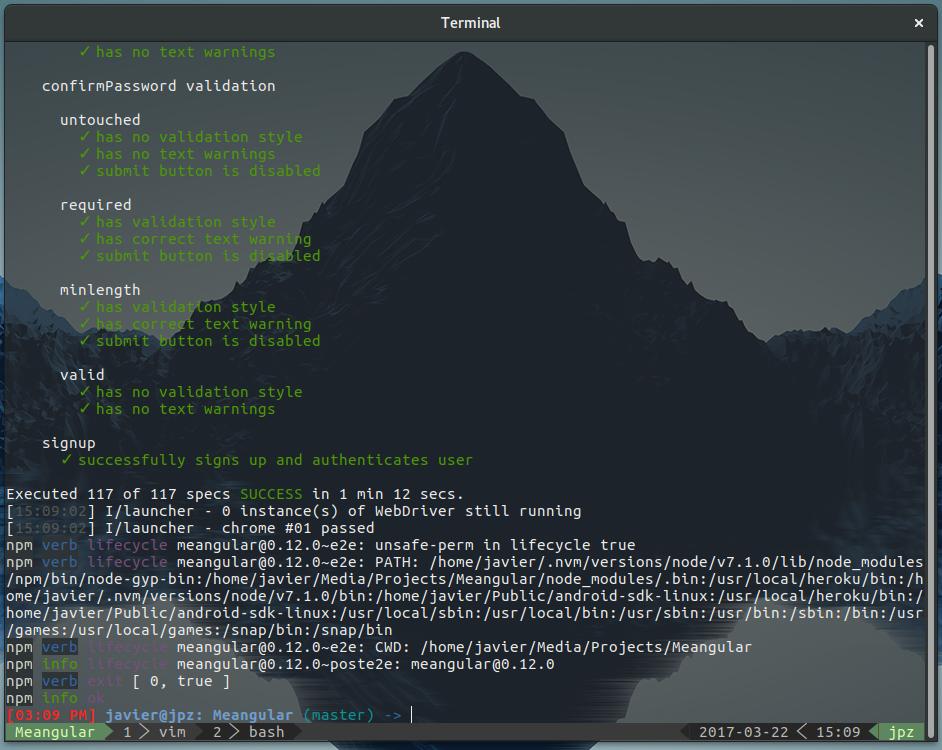 Terminal ×
✓ has no text warnings
confirmPassword validation
untouched
✓ has no validation style
✓ has no text warnings
✓ submit button is disabled
required
✓ has validation style
✓ has correct text warning
✓ submit button is disabled
minlength
✓ has validation style
✓ has correct text warning
✓ submit button is disabled
valid
✓ has no validation style
✓ has no text warnings
signup
✓ successfully signs up and authenticates user
Executed 117 of 117 specs SUCCESS in 1 min 12 secs.
[15:09:02] I/launcher - 0 instance(s) of WebDriver still running
[15:09:02] I/launcher - chrome #01 passed
npm verb lifecycle meangular@0.12.0~e2e: unsafe-perm in lifecycle true
npm verb lifecycle meangular@0.12.0~e2e: PATH: /home/javier/.nvm/versions/node/v7.1.0/lib/node_modules
/npm/bin/node-gyp-bin:/home/javier/Media/Projects/Meangular/node_modules/.bin:/usr/local/heroku/bin:/h
ome/javier/.nvm/versions/node/v7.1.0/bin:/home/javier/Public/android-sdk-linux:/usr/local/heroku/bin:/
home/javier/Public/android-sdk-linux:/usr/local/sbin:/usr/local/bin:/usr/sbin:/usr/bin:/sbin:/bin:/usr
/games:/usr/local/games:/snap/bin:/snap/bin
npm verb lifecycle meangular@0.12.0~e2e: CWD: /home/javier/Media/Projects/Meangular
npm info lifecycle meangular@0.12.0~poste2e: meangular@0.12.0
npm verb exit [ 0, true ]
npm info ok
[03:09 PM] javier@jpz: Meangular (master) ->
Meangular 1 > vim 2 > bash 2017-03-22 < 15:09 jpz